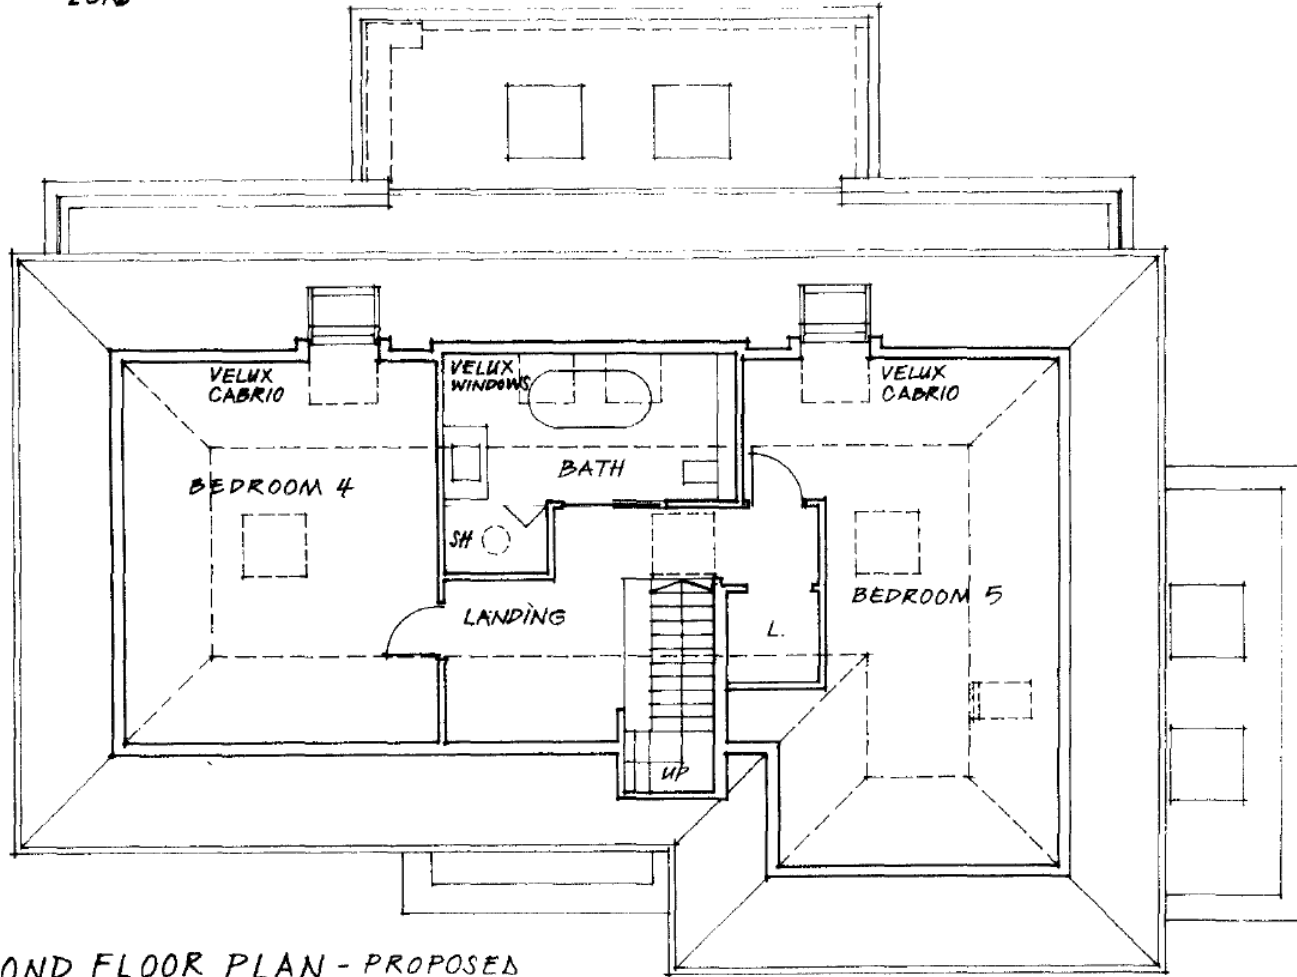 VELUX
CABRIO
VELUX
WINDOWS
VELUX
CABRIO
BATH
BEDROOM 4
SH
BEDROOM 5
LANDING
L.
UP
OND FLOOR PLAN - PROPOSED